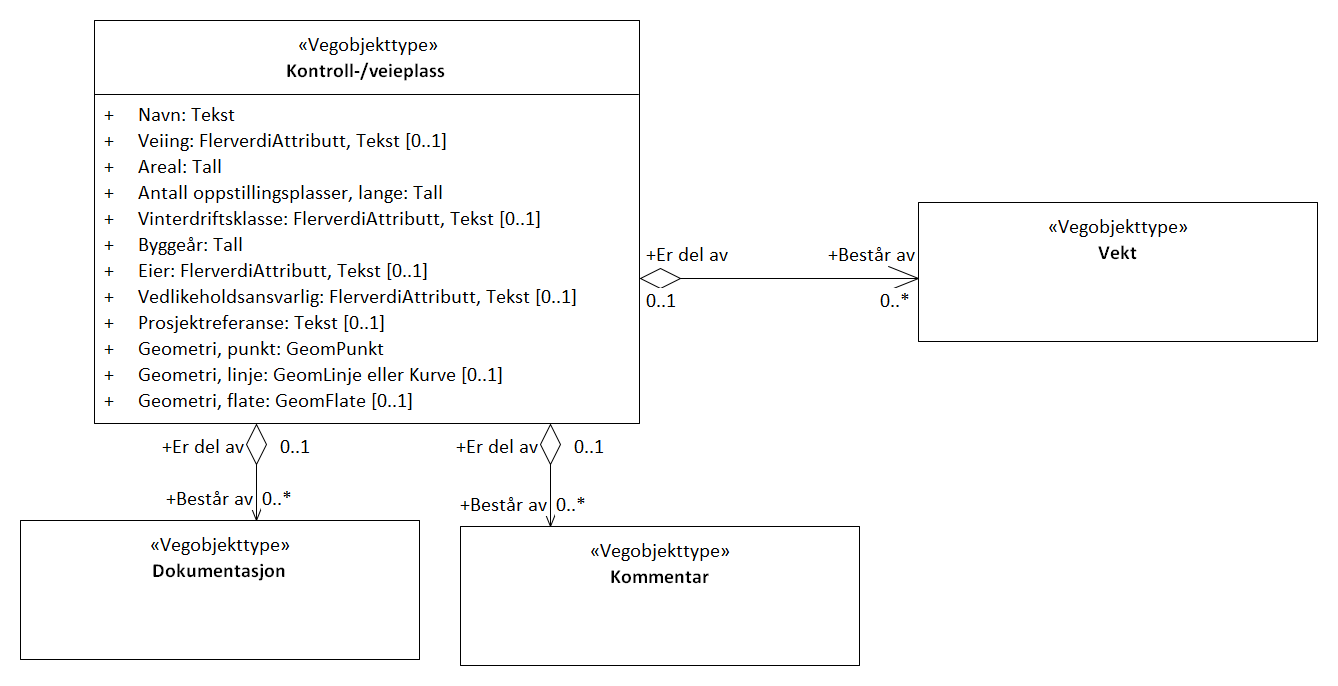 «Vegobjekttype»
Kontroll-/veieplass
+ Navn: Tekst
+ Veiing: FlerverdiAttributt, Tekst [0..1]
+ Areal: Tall
+ Antall oppstillingsplasser, lange: Tall
+ Vinterdriftsklasse: FlerverdiAttributt, Tekst [0..1]
+ Byggeår: Tall
+ Eier: FlerverdiAttributt, Tekst [0..1]
+ Vedlikeholdsansvarlig: FlerverdiAttributt, Tekst [0..1]
+ Prosjektreferanse: Tekst [0..1]
+ Geometri, punkt: GeomPunkt
+ Geometri, linje: GeomLinje eller Kurve [0..1]
+ Geometri, flate: GeomFlate [0..1]
+Er del av
0..1
+Består av
0..*
«Vegobjekttype»
Vekt
+Er del av 0..1
+Består av 0..*
«Vegobjekttype»
Dokumentasjon
+Er del av 0..1
+Består av 0..*
«Vegobjekttype»
Kommentar